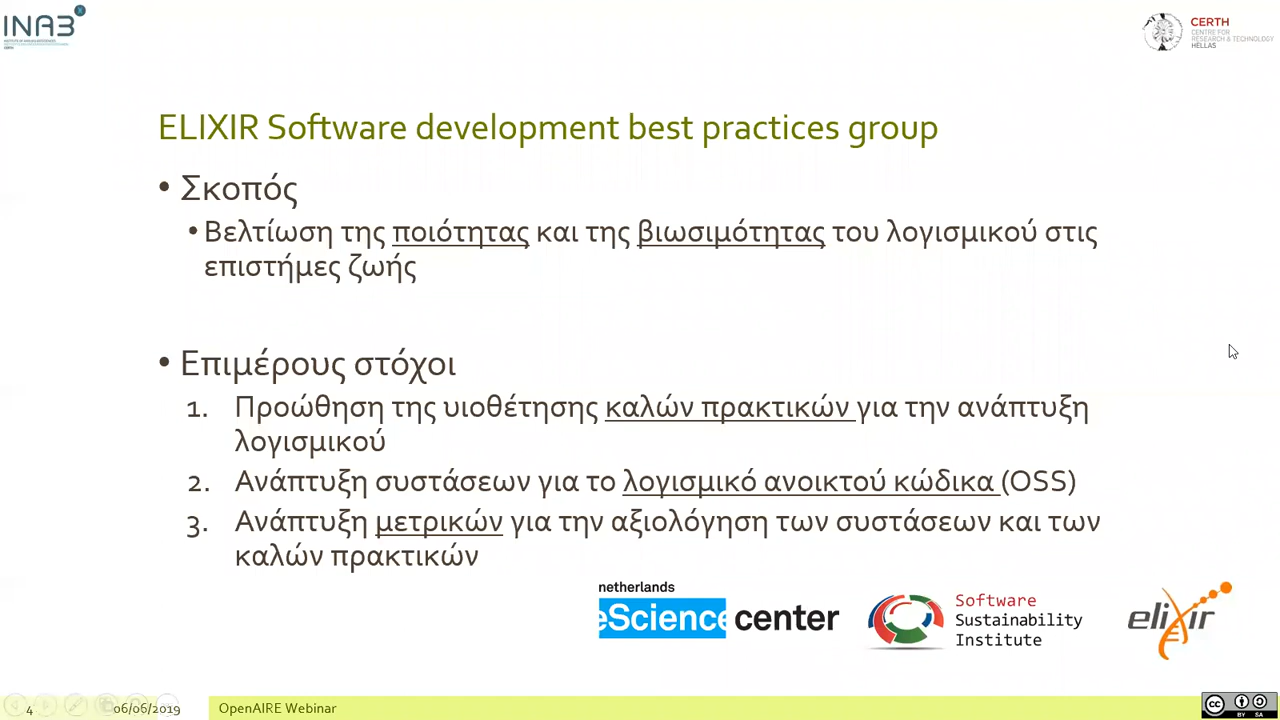 INAB
CERTH
CENTRE FOR
RESEARCH & TECHNOLOGY
HELLAS
ELIXIR Software development best practices group
• Σκοπός
• Βελτίωση της ποιότητας και της βιωσιμότητας του λογισμικού στις
επιστήμες ζωής
• Επιμέρους στόχοι
1. Προώθηση της υιοθέτησης καλών πρακτικών για την ανάπτυξη
λογισμικού
2. Ανάπτυξη συστάσεων για το λογισμικό ανοικτού κώδικα (OSS)
3. Ανάπτυξη μετρικών για την αξιολόγηση των συστάσεων και των
καλών πρακτικών
netherlands
eScience center
Software
Sustainability
Institute
elixir
4
06/06/2019
OpenAIRE Webinar
CC
BY SA